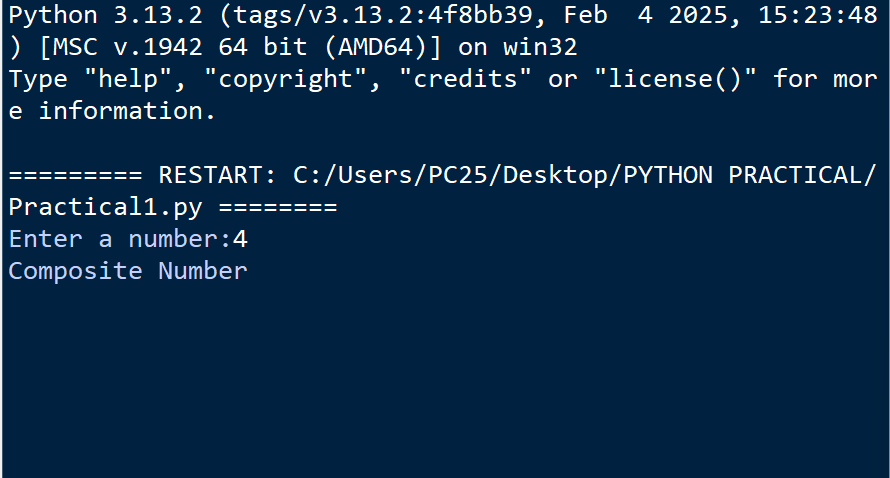 Python 3.13.2 (tags/v3.13.2:4f8bb39, Feb  4 2025, 15:23:48
) [MSC v.1942 64 bit (AMD64)] on win32
Type "help", "copyright", "credits" or "license()" for mor
e information.
========= RESTART: C:/Users/PC25/Desktop/PYTHON PRACTICAL/
Practical1.py ========
Enter a number:4
Composite Number